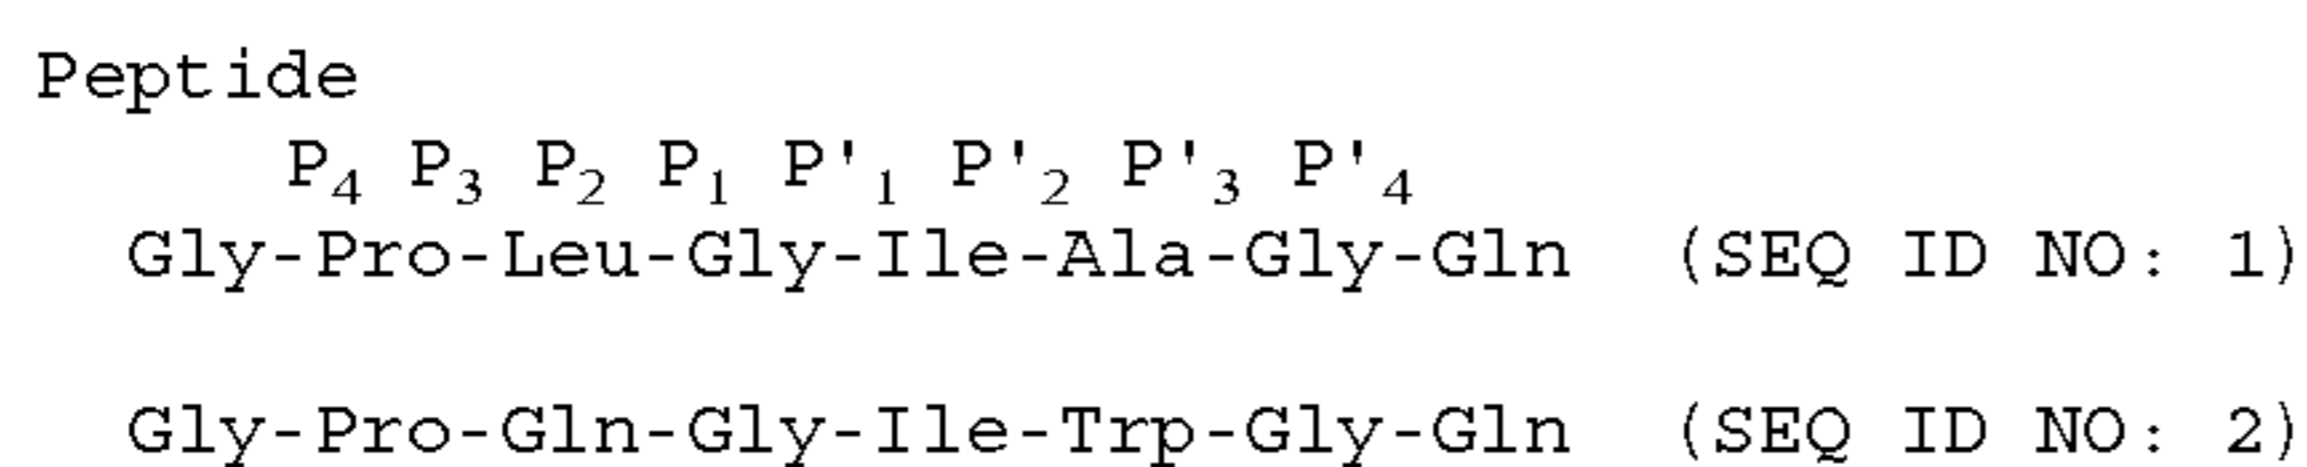 Peptide
P₄ P₃ P₂ P₁ P'₁ P'₂ P'₃ P'₄
Gly-Pro-Leu-Gly-Ile-Ala-Gly-Gln (SEQ ID NO: 1)
Gly-Pro-Gln-Gly-Ile-Trp-Gly-Gln (SEQ ID NO: 2)